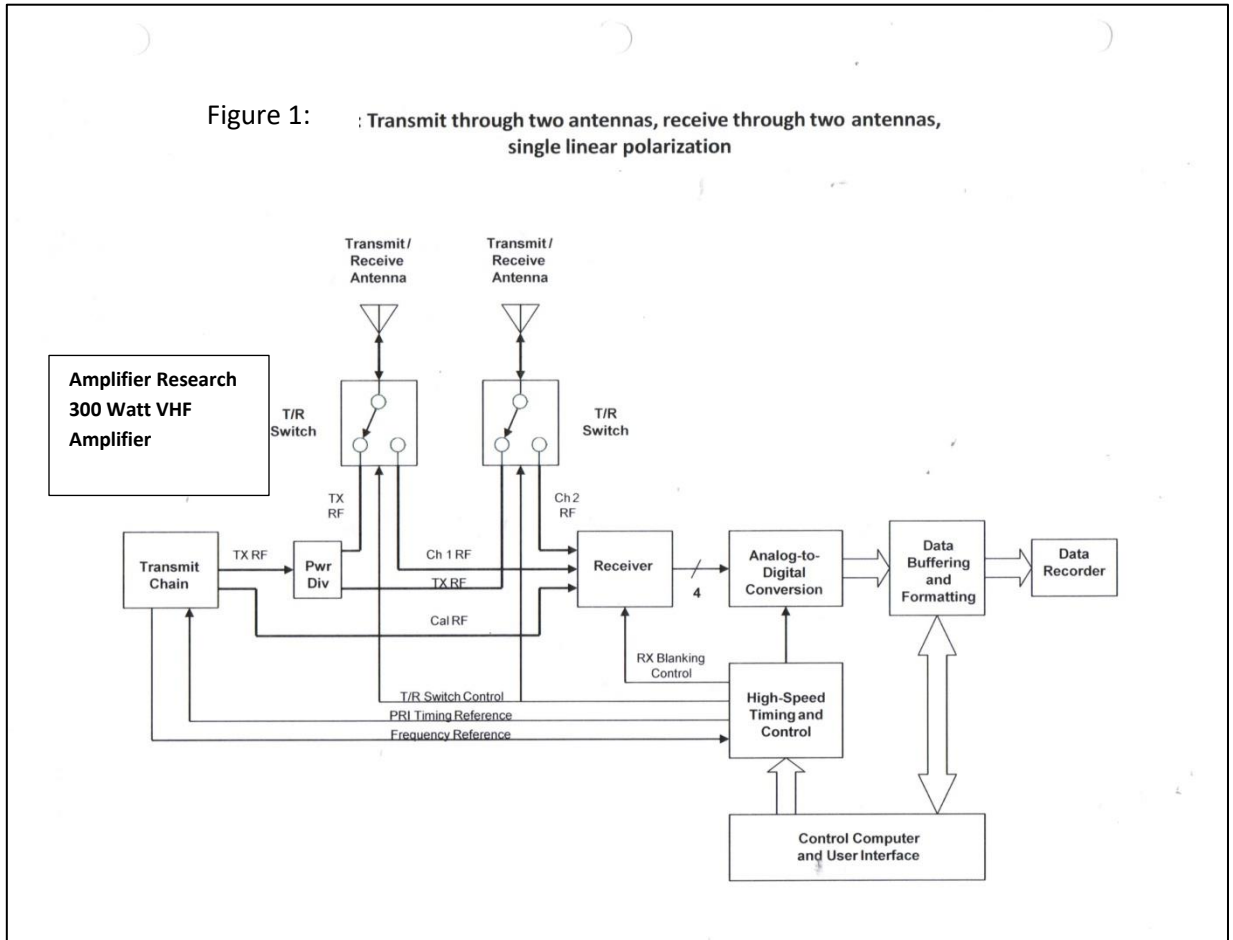 Figure 1:
: Transmit through two antennas, receive through two antennas,
single linear polarization
Transmit /
Receive
Antenna
Transmit /
Receive
Antenna
Amplifier Research
300 Watt VHF
Amplifier
T/R
Switch
T/R
Switch
TX
RF
Ch 2
RF
Transmit
Chain
TX RF
Pwr
Div
Ch 1 RF
TX RF
Cal RF
Receiver
4
Analog-to-
Digital
Conversion
Data
Buffering
and
Formatting
Data
Recorder
RX Blanking
Control
T/R Switch Control
PRI Timing Reference
Frequency Reference
High-Speed
Timing and
Control
Control Computer
and User Interface